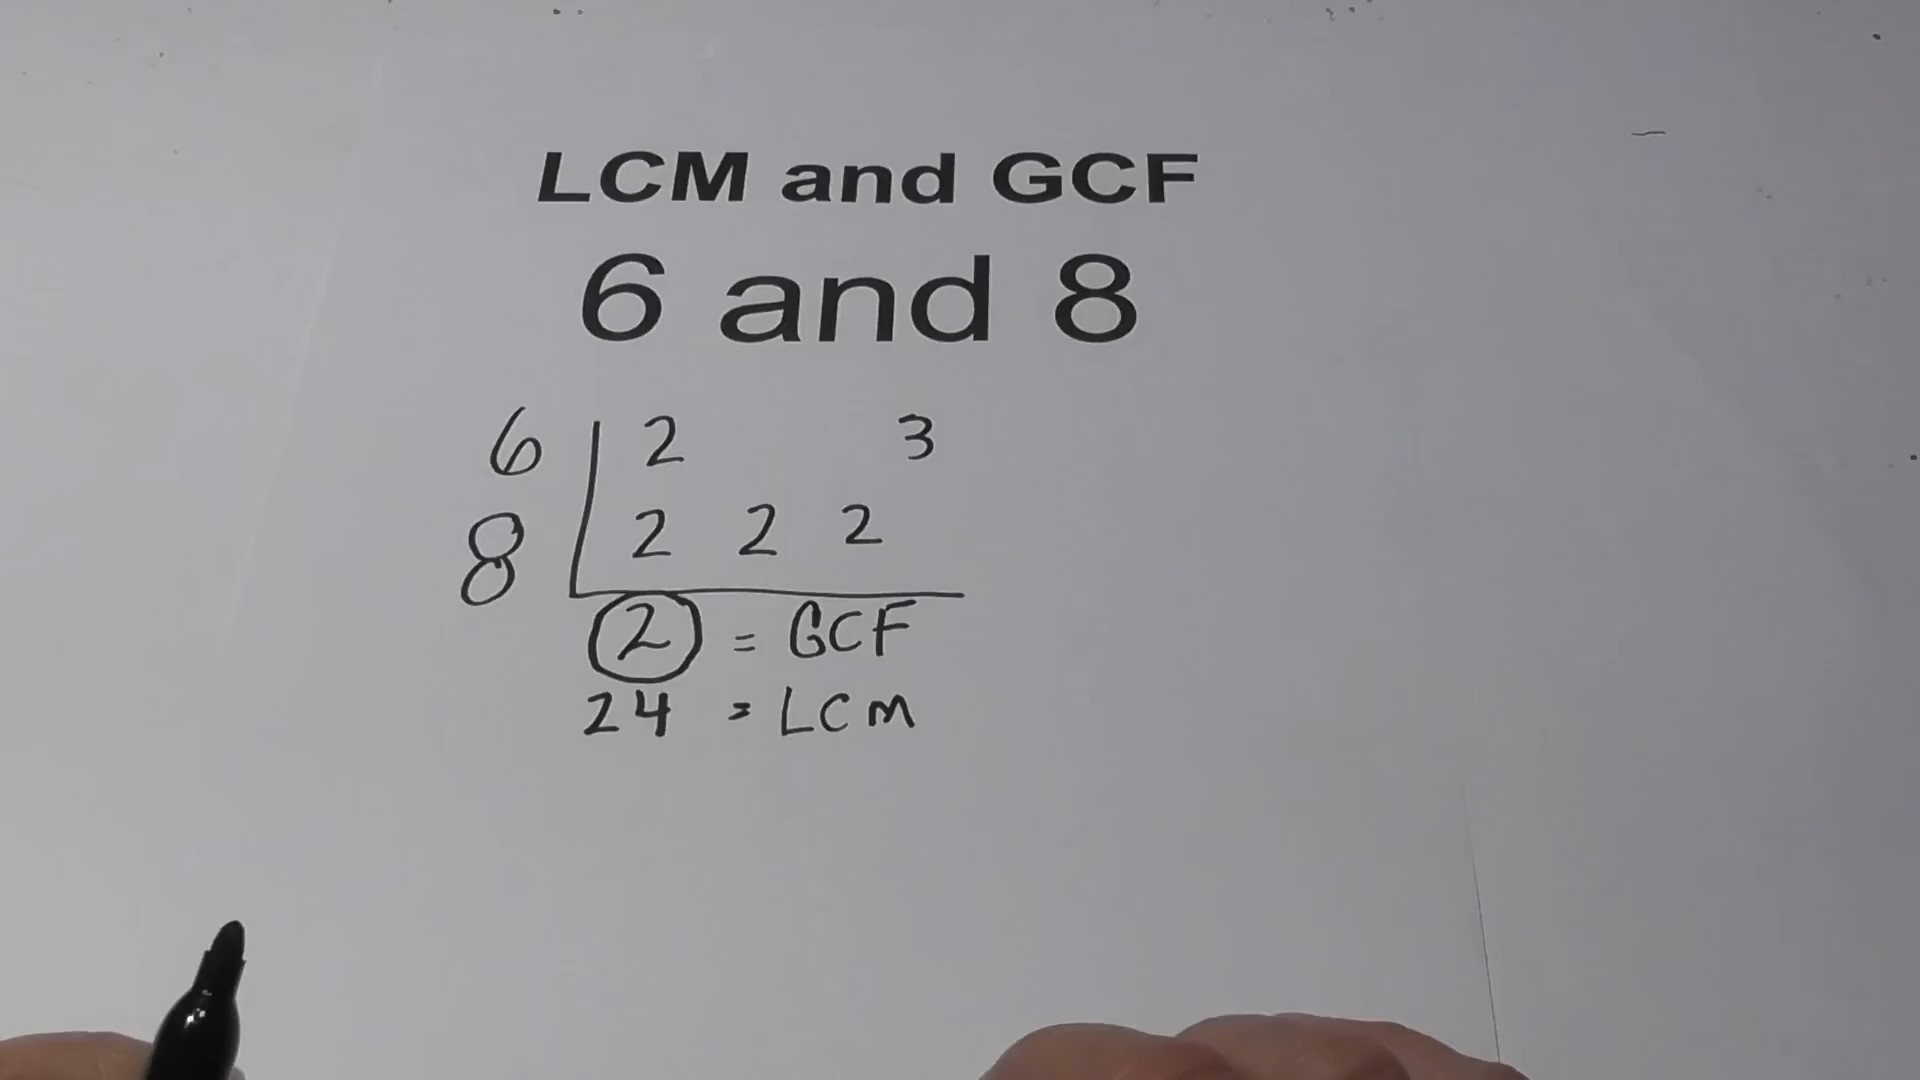 LCM and GCF
6 and 8
6 2 3
8 2 2 2
2 = GCF
24 = LCM